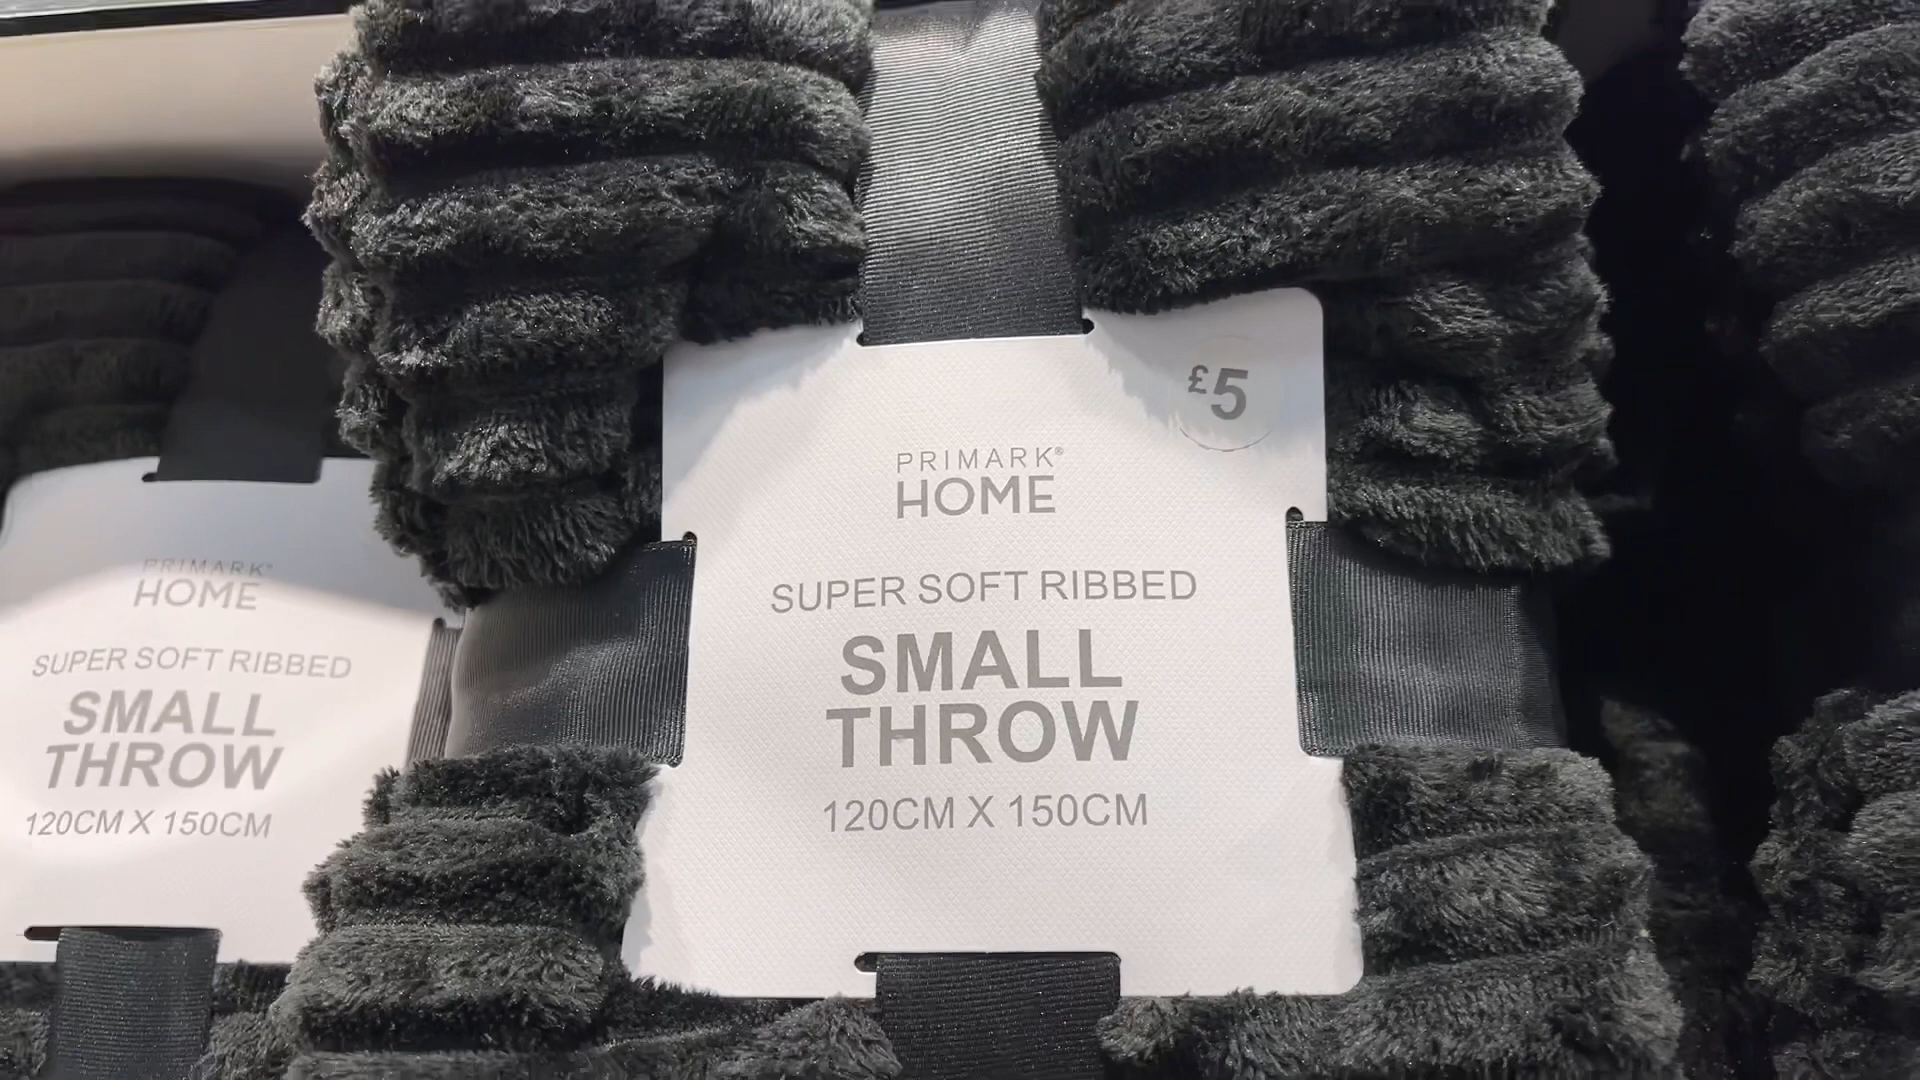 £5
PRIMARK®
HOME
SUPER SOFT RIBBED
SMALL
THROW
120CM X 150CM
PRIMARK®
HOME
SUPER SOFT RIBBED
SMALL
THROW
120CM X 150CM